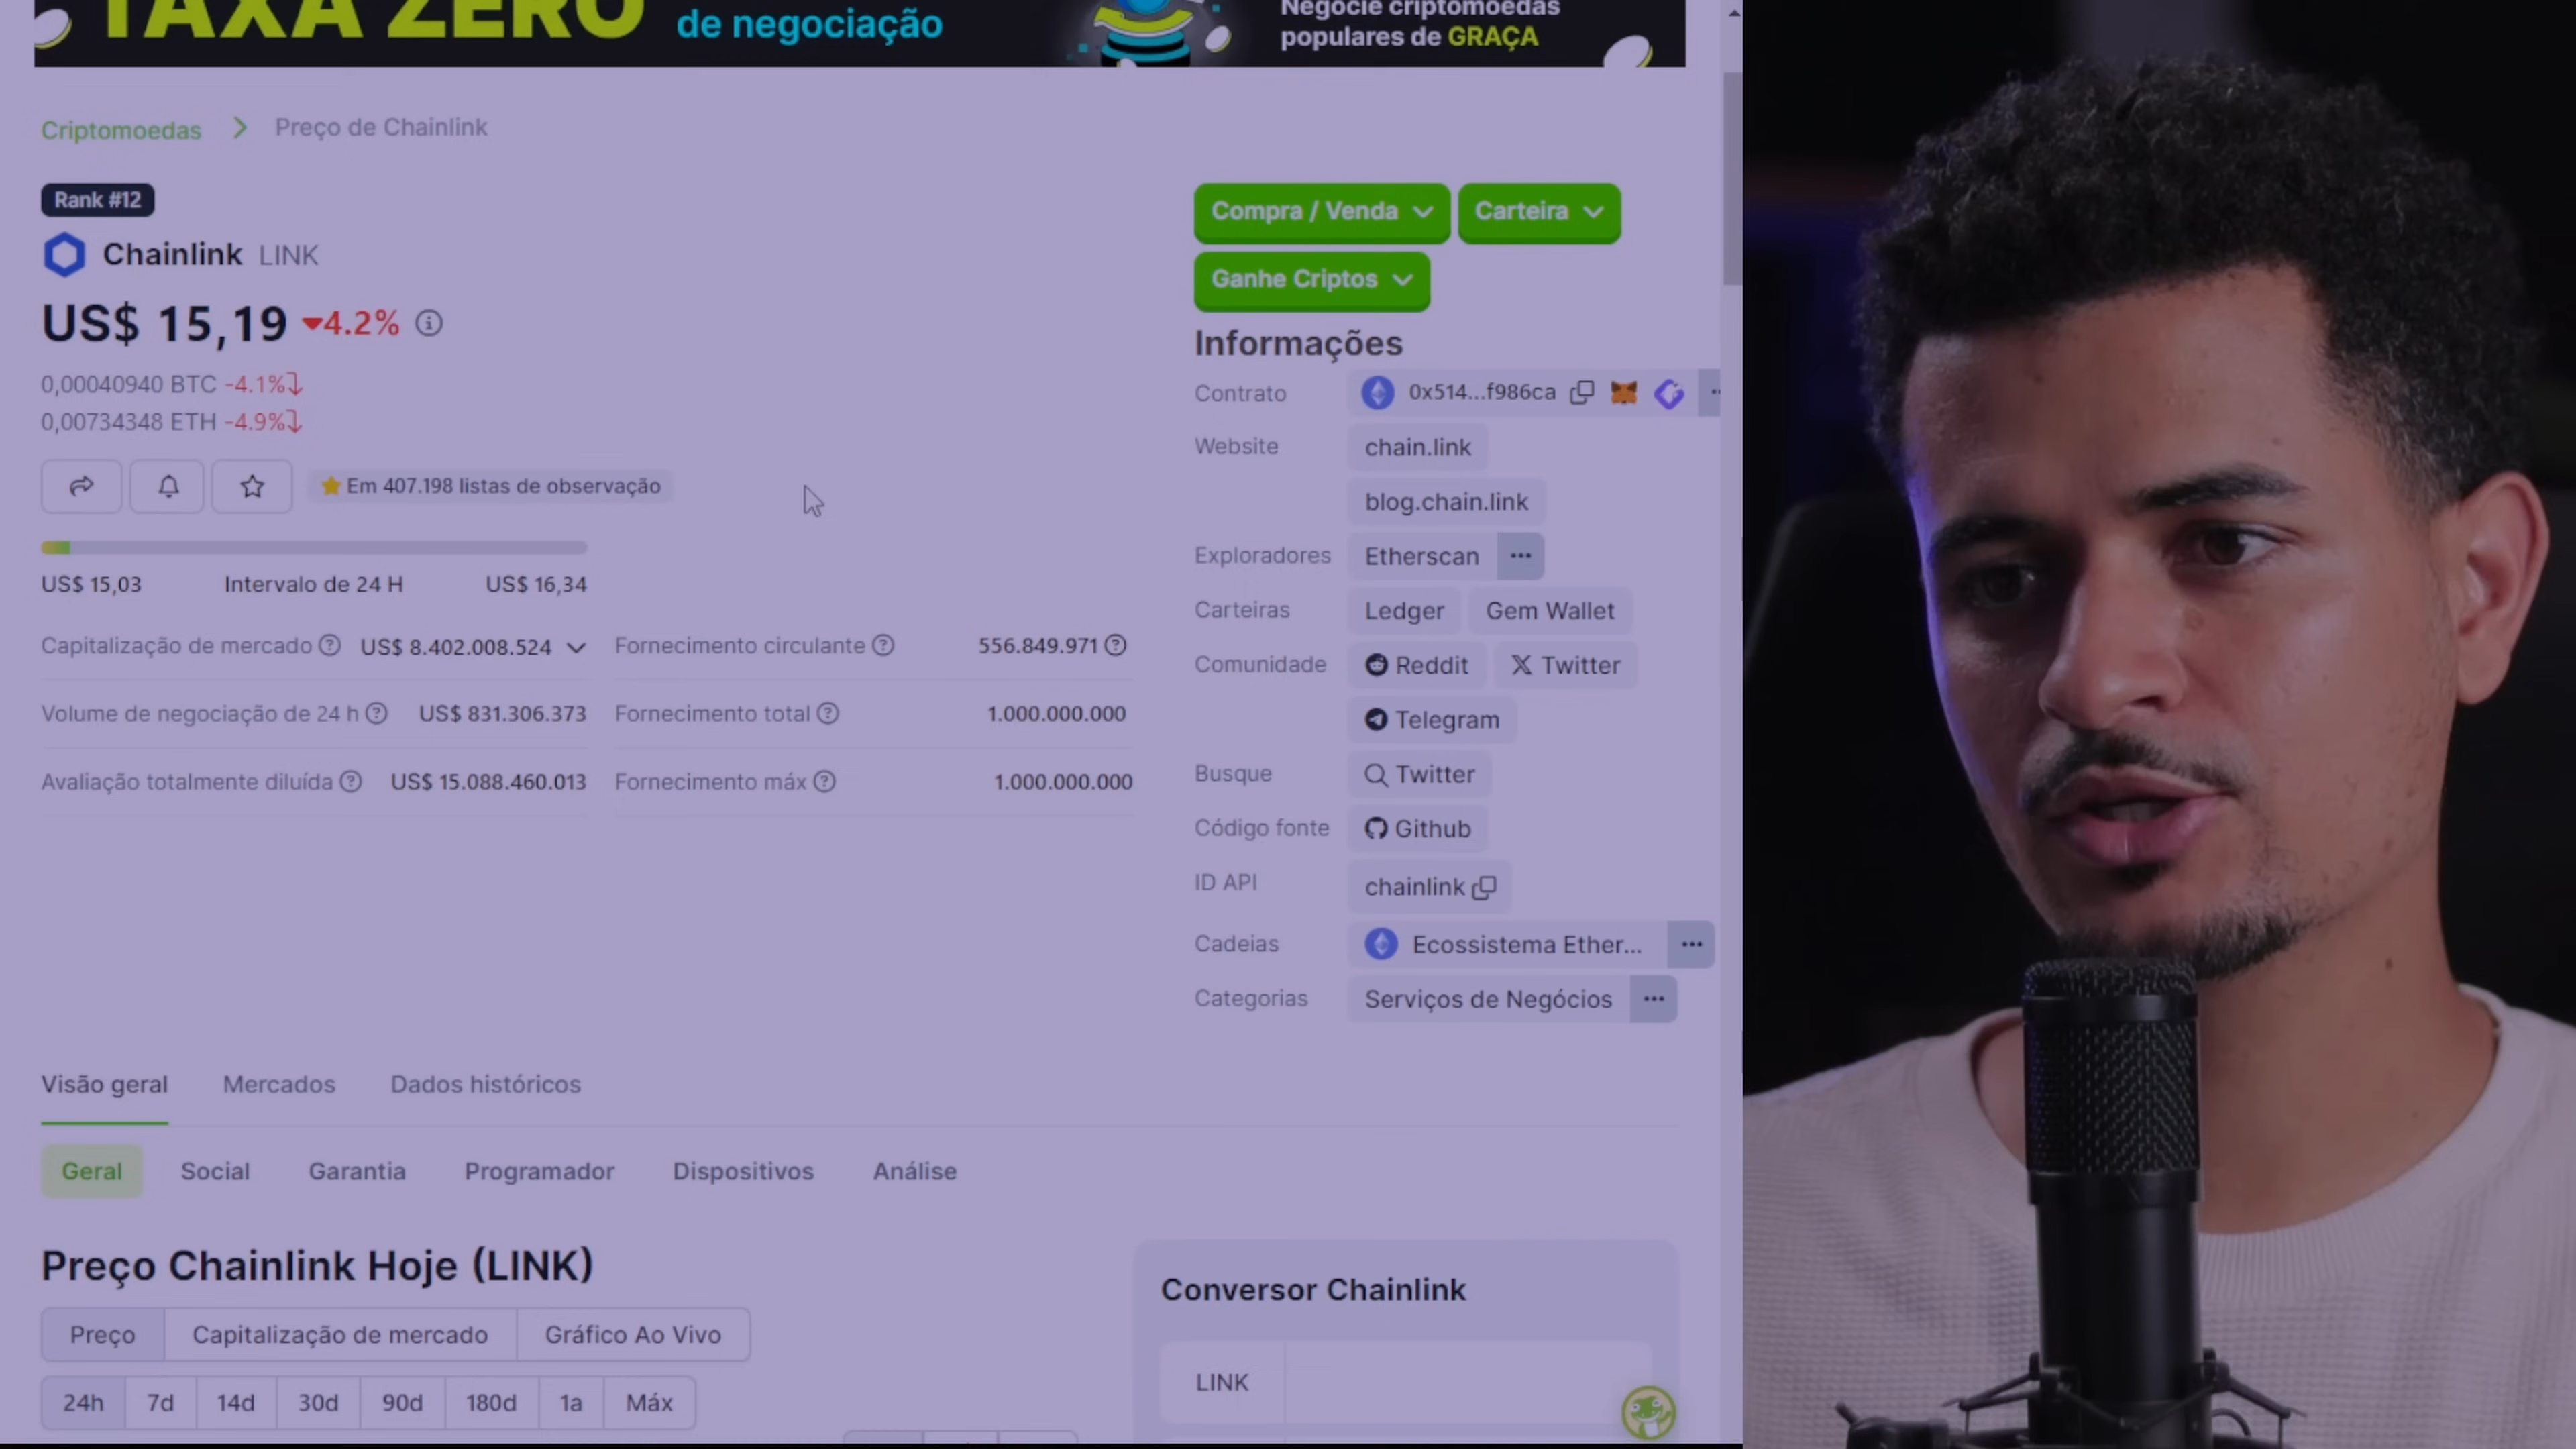 TAXA ZERO
de negociação
Negocie criptomoedas
populares de GRAÇA
Criptomoedas > Preço de Chainlink
Rank #12
Chainlink LINK
US$ 15,19 4.2%
0,00040940 BTC -4.1%
0,00734348 ETH -4.9%
Em 407.198 listas de observação
US$ 15,03 Intervalo de 24 H US$ 16,34
Capitalização de mercado US$ 8.402.008.524
Fornecimento circulante 556.849.971
Volume de negociação de 24 h US$ 831.306.373
Fornecimento total 1.000.000.000
Avaliação totalmente diluída US$ 15.088.460.013
Fornecimento máx 1.000.000.000
Compra / Venda
Carteira
Ganhe Criptos
Informações
Contrato 0x514...f986ca
Website chain.link
blog.chain.link
Exploradores Etherscan
Carteiras Ledger Gem Wallet
Comunidade Reddit Twitter
Telegram
Busque Twitter
Código fonte Github
ID API chainlink
Cadeias Ecossistema Ether...
Categorias Serviços de Negócios
Visão geral Mercados Dados históricos
Geral Social Garantia Programador Dispositivos Análise
Preço Chainlink Hoje (LINK)
Preço Capitalização de mercado Gráfico Ao Vivo
24h 7d 14d 30d 90d 180d 1a Máx
Conversor Chainlink
LINK